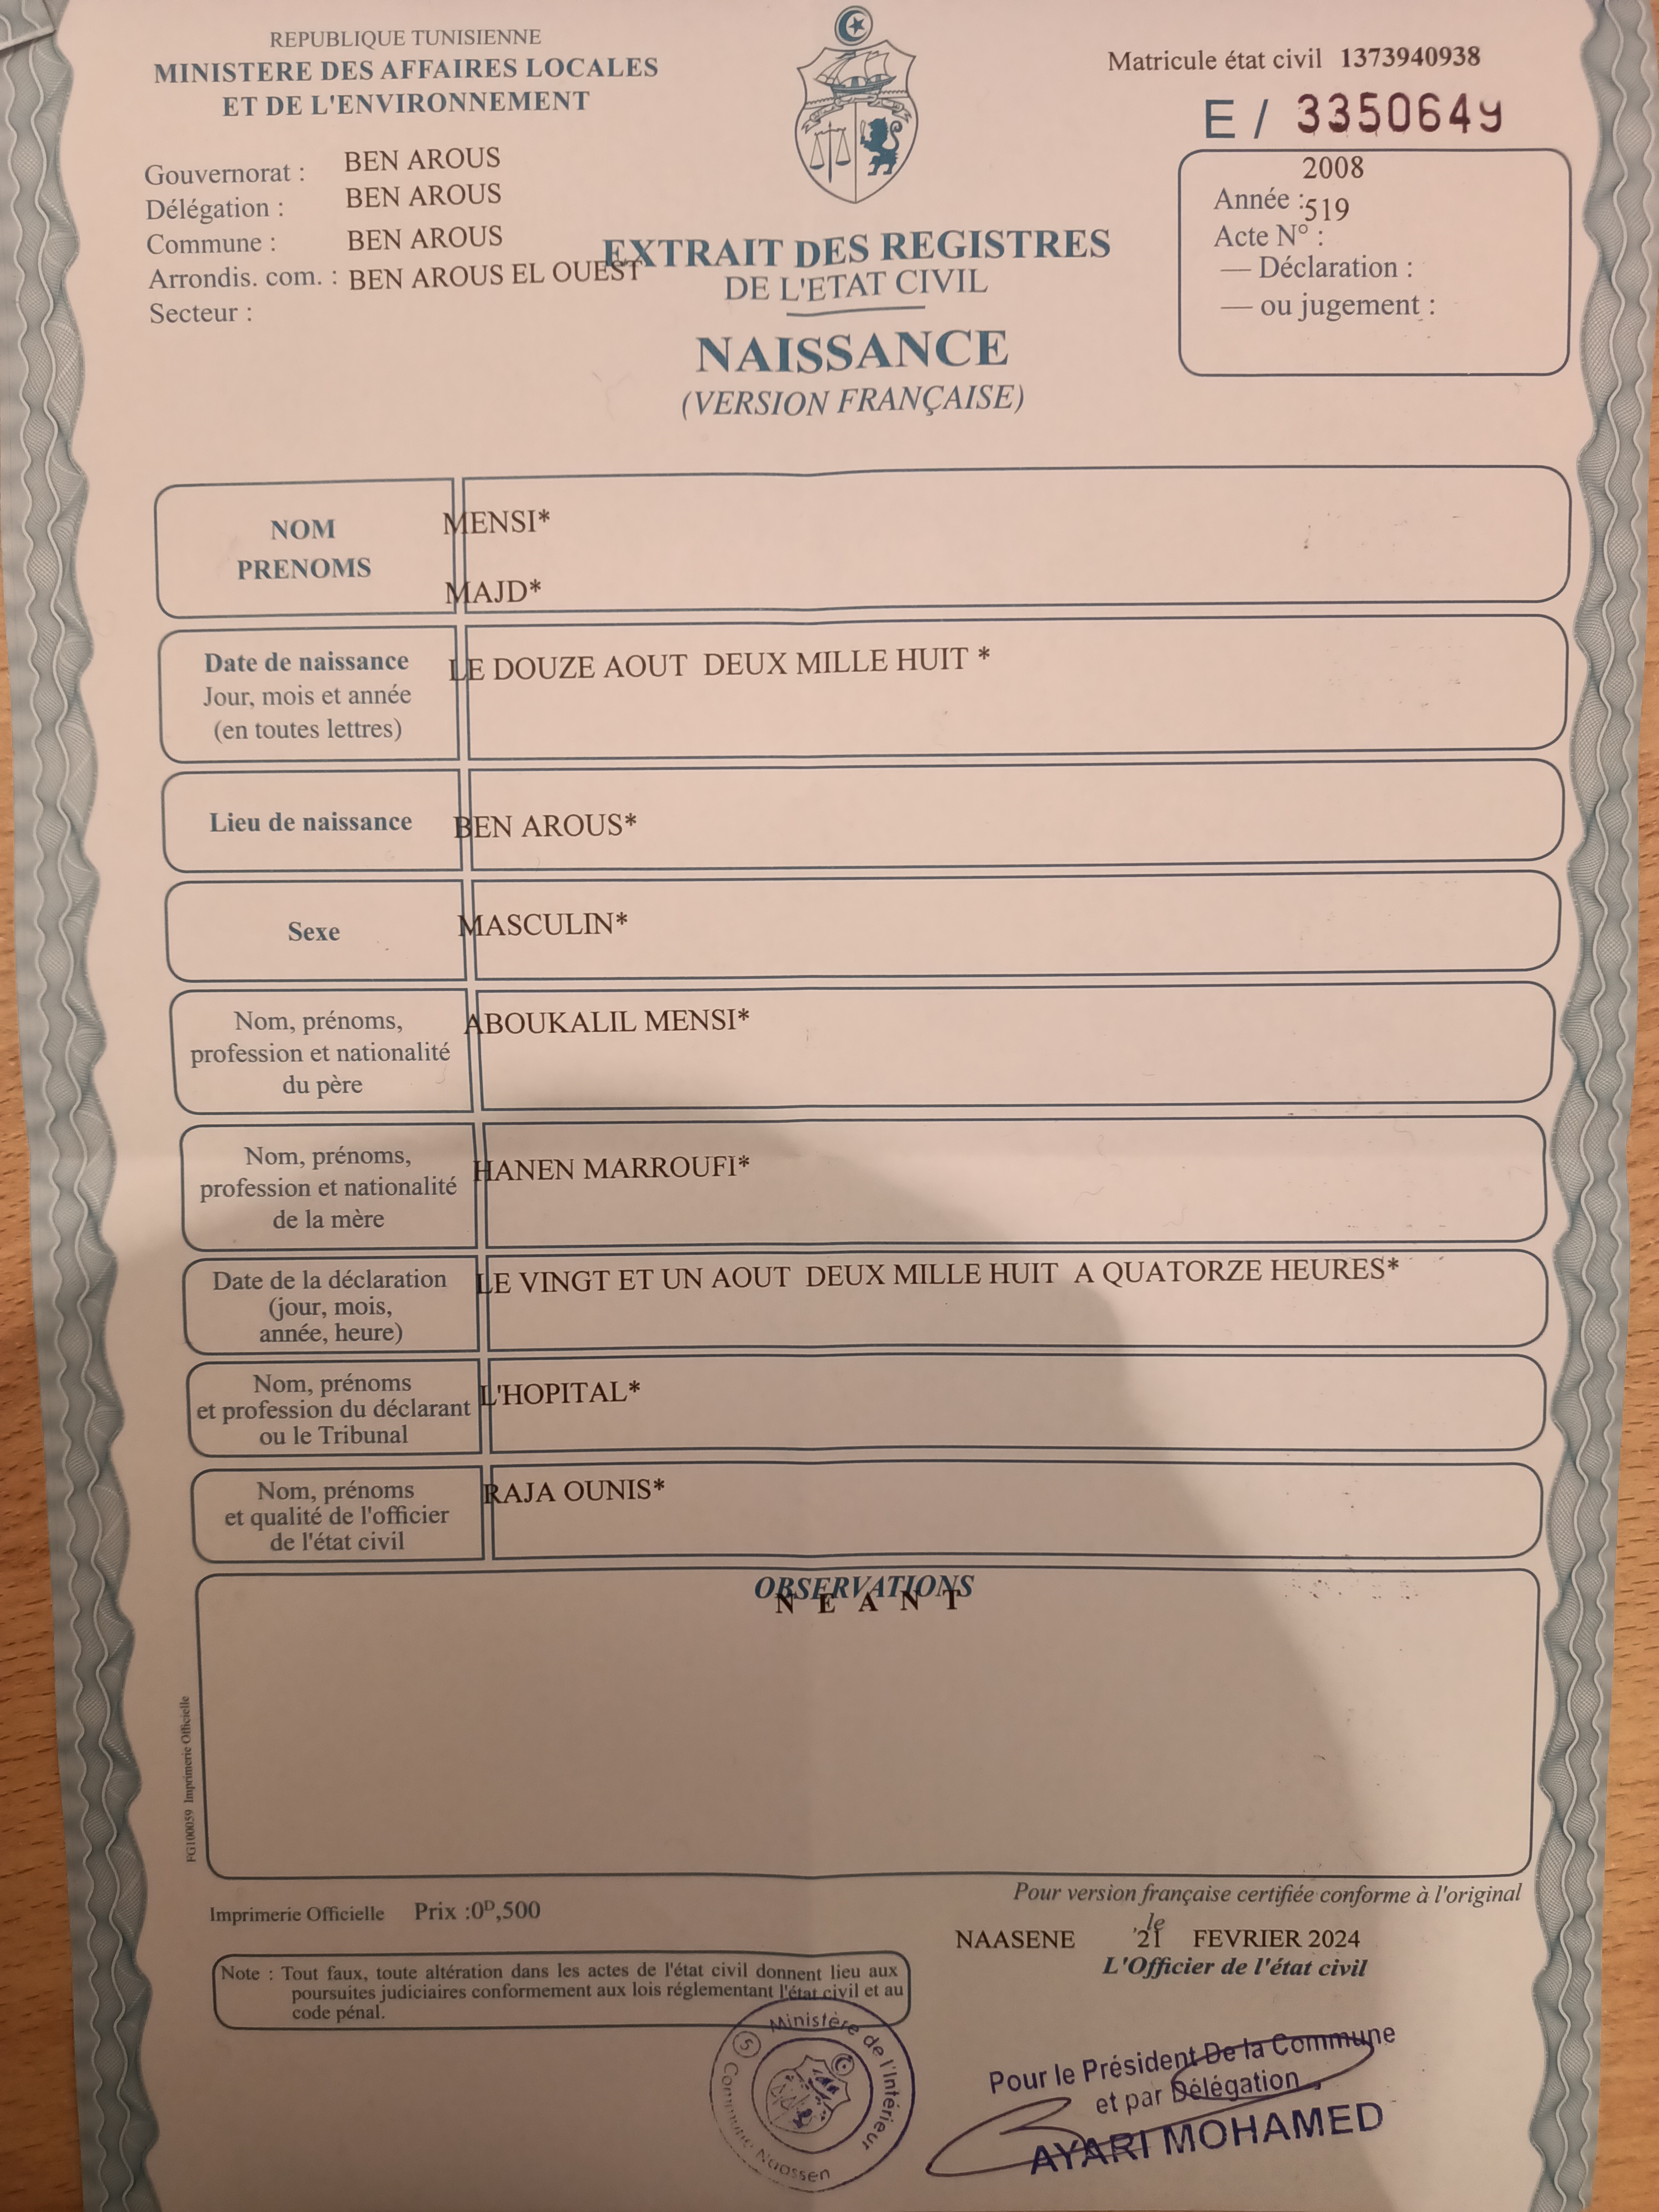 REPUBLIQUE TUNISIENNE
MINISTERE DES AFFAIRES LOCALES
ET DE L'ENVIRONNEMENT
Gouvernorat : BEN AROUS
Délégation : BEN AROUS
Commune : BEN AROUS
Arrondis. com. : BEN AROUS EL OUEST
Secteur :
Matricule état civil 1373940938
E / 3350649
2008
Année :
519
Acte N° :
— Déclaration :
— ou jugement :
EXTRAIT DES REGISTRES
DE L'ETAT CIVIL
NAISSANCE
(VERSION FRANÇAISE)
NOM
PRENOMS
MENSI*
MAJD*
Date de naissance
Jour, mois et année
(en toutes lettres)
LE DOUZE AOUT DEUX MILLE HUIT *
Lieu de naissance
BEN AROUS*
Sexe
MASCULIN*
Nom, prénoms,
profession et nationalité
du père
ABOUKALIL MENSI*
Nom, prénoms,
profession et nationalité
de la mère
HANEN MARROUFI*
Date de la déclaration
(jour, mois,
année, heure)
LE VINGT ET UN AOUT DEUX MILLE HUIT A QUATORZE HEURES*
Nom, prénoms
et profession du déclarant
ou le Tribunal
L'HOPITAL*
Nom, prénoms
et qualité de l'officier
de l'état civil
RAJA OUNIS*
OBSERVATIONS
N E A N T
FG100059 Imprimerie Officielle
Imprimerie Officielle Prix :0ᴰ,500
Note : Tout faux, toute altération dans les actes de l'état civil donnent lieu aux
poursuites judiciaires conformement aux lois réglementant l'état civil et au
code pénal.
Pour version française certifiée conforme à l'original
le
NAASENE 21 FEVRIER 2024
L'Officier de l'état civil
Ministère de l'Intérieur
5 Commune Naassen
Pour le Président De la Commune
et par Délégation
AYARI MOHAMED